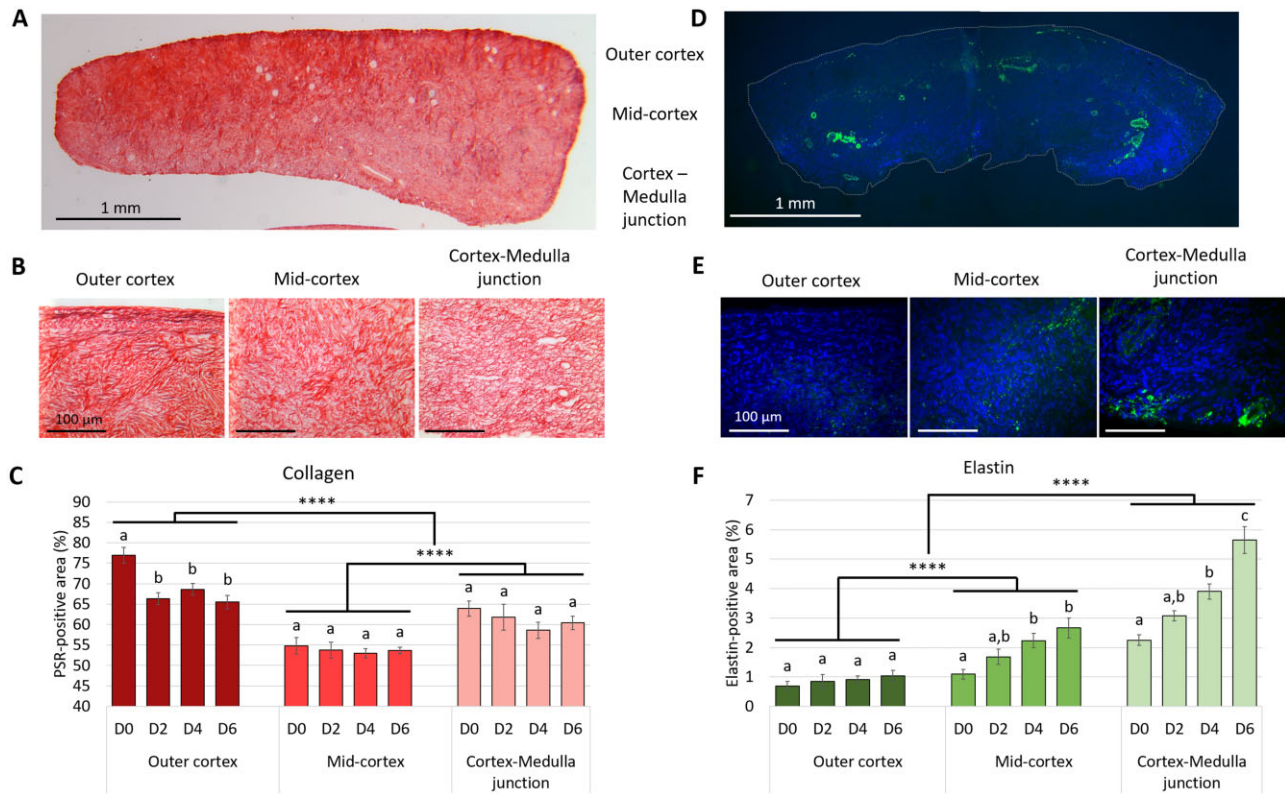 A
Outer cortex
Mid-cortex
Cortex –
Medulla
junction
1 mm
D
1 mm
B
Outer cortex
Mid-cortex
Cortex-Medulla
junction
100 µm
E
Outer cortex
Mid-cortex
Cortex-Medulla
junction
100 µm
C
Collagen
PSR-positive area (%)
90
85
80
75
70
65
60
55
50
45
40
****
****
a
b
b
b
a
a
a
a
a
a
a
a
D0 D2 D4 D6 D0 D2 D4 D6 D0 D2 D4 D6
Outer cortex
Mid-cortex
Cortex-Medulla
junction
F
Elastin
Elastin-positive area (%)
7
6
5
4
3
2
1
0
****
****
a
a
a
a
a
a,b
b
b
a
a,b
b
c
D0 D2 D4 D6 D0 D2 D4 D6 D0 D2 D4 D6
Outer cortex
Mid-cortex
Cortex-Medulla
junction